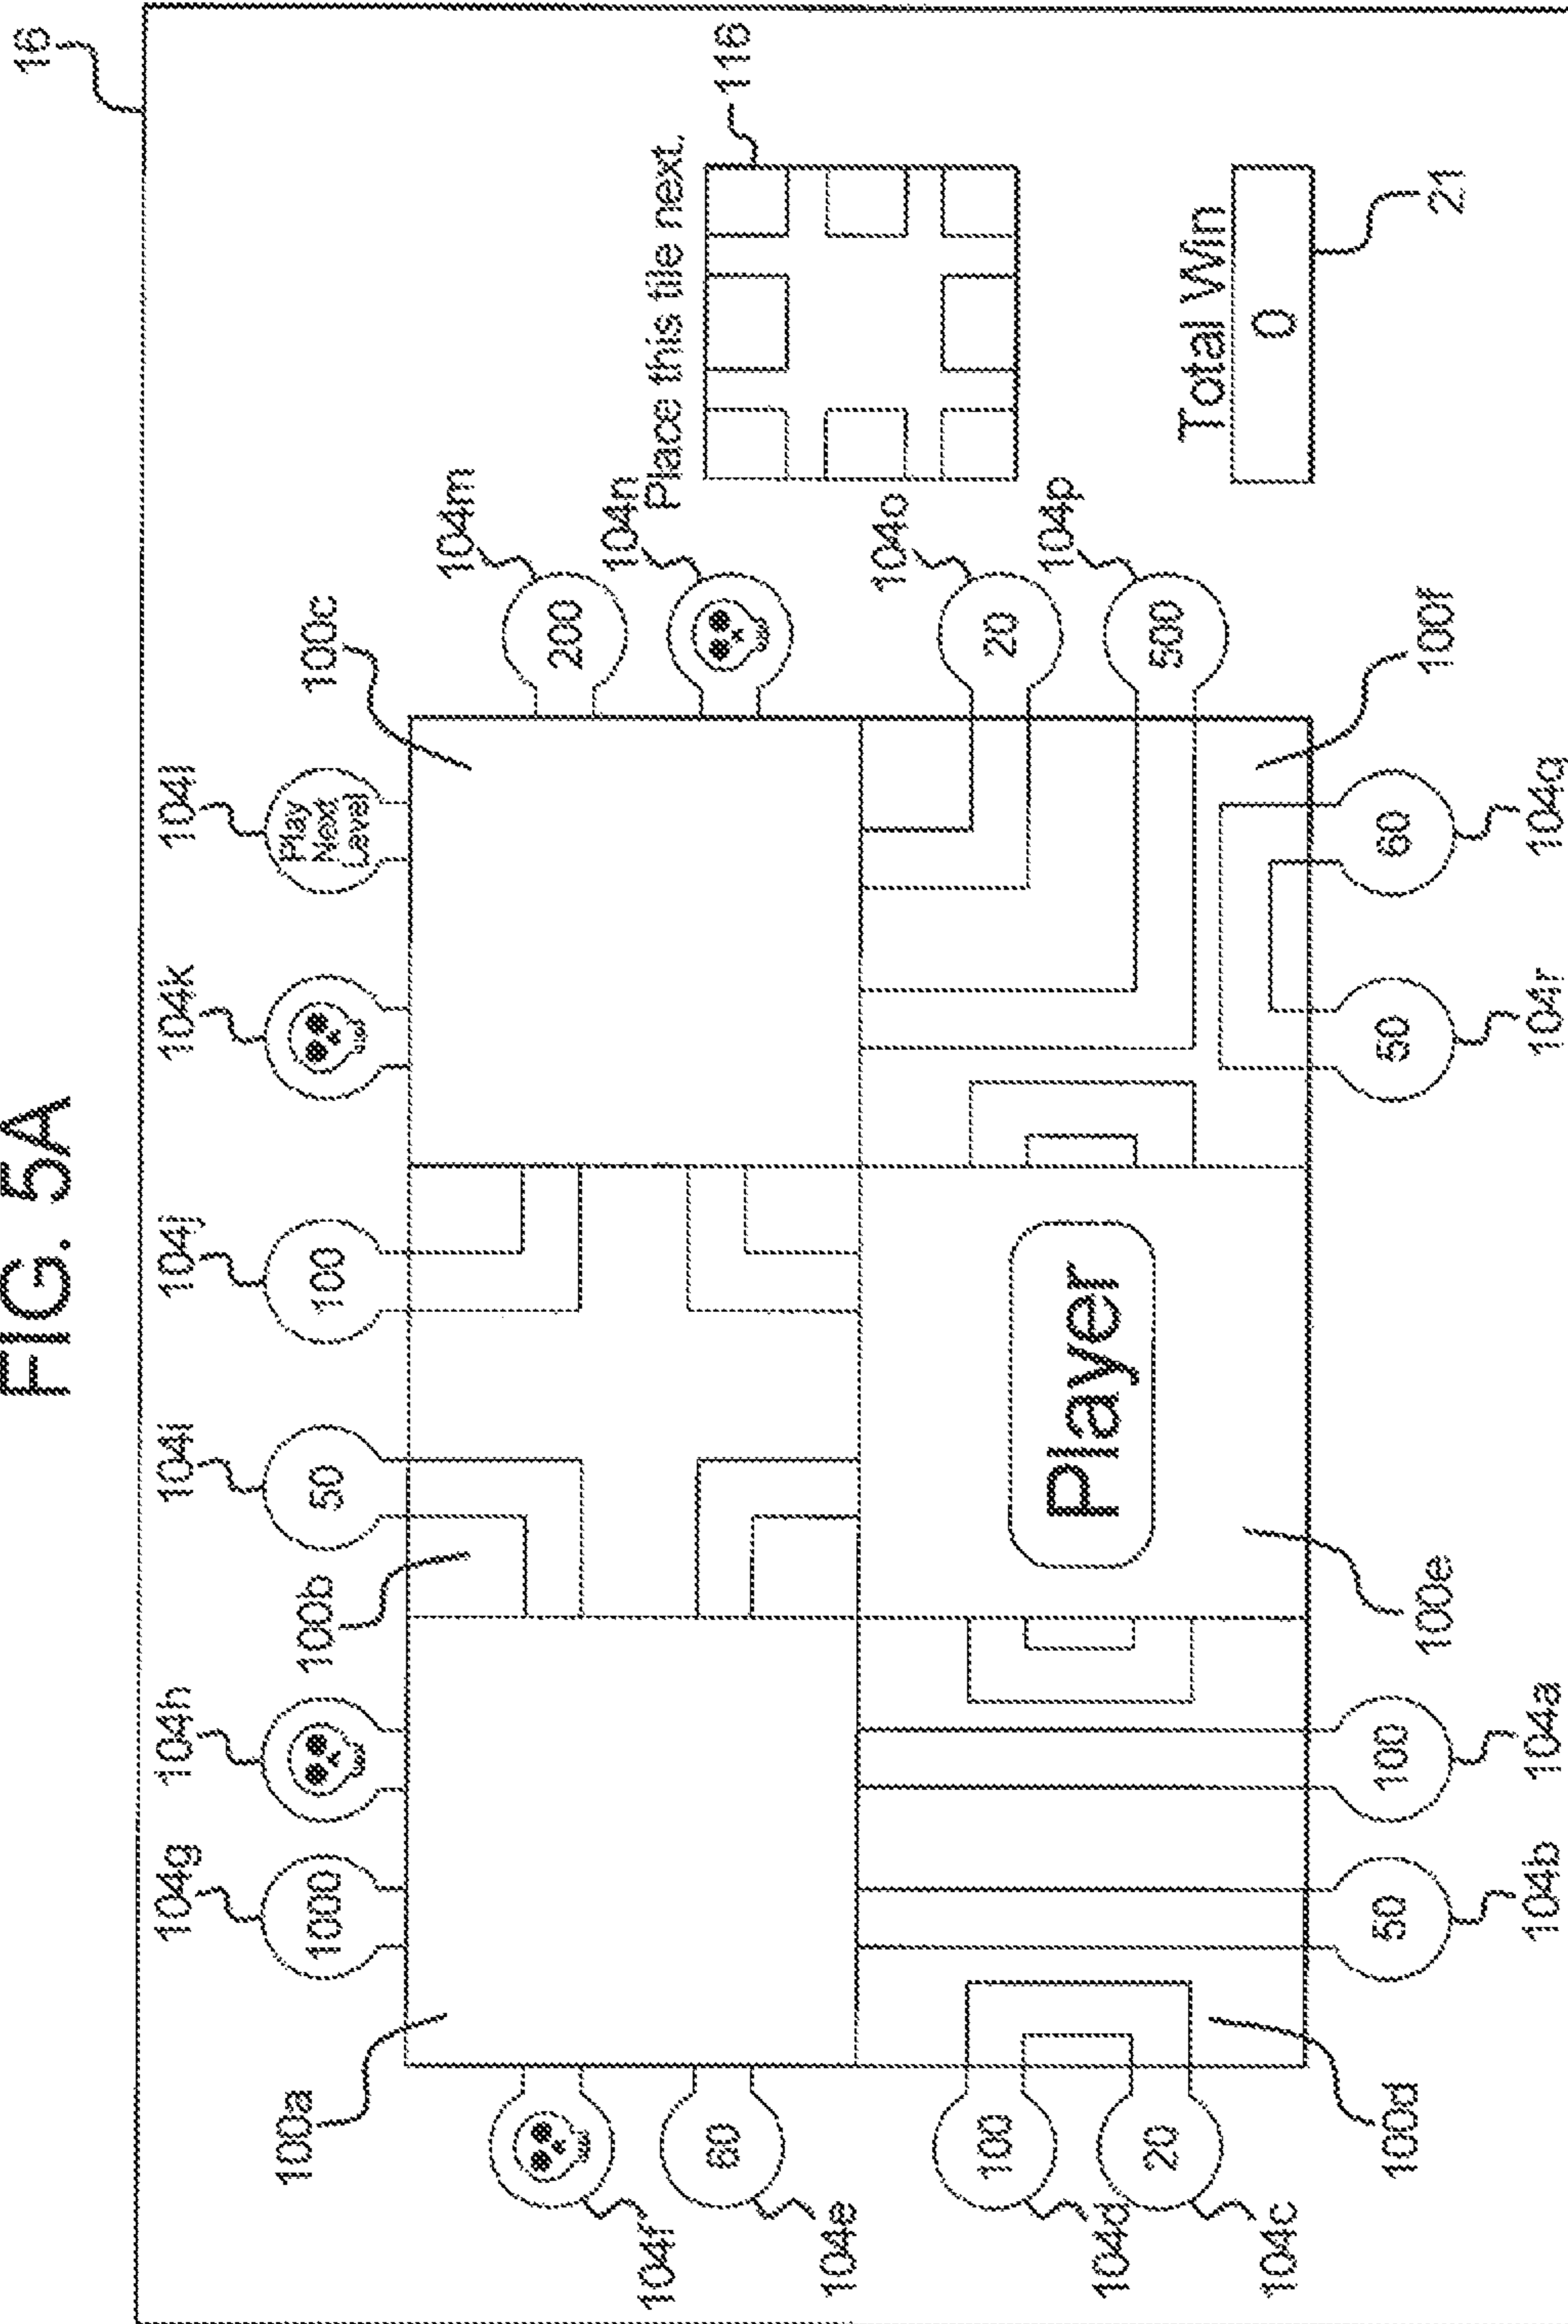 FIG. 5A
16
104g 104h 104i 104j 104k 104l
1000 50 100 Play
Next
Level
100a 100b 100c
104m
200
104n
104f
Place this tile next.
116
104e
104o
100 20
104d
104p
20 Player 500
104c
Total Win
0
21
50 100 50 60
100d 100e 100f
104b 104a 104r 104q